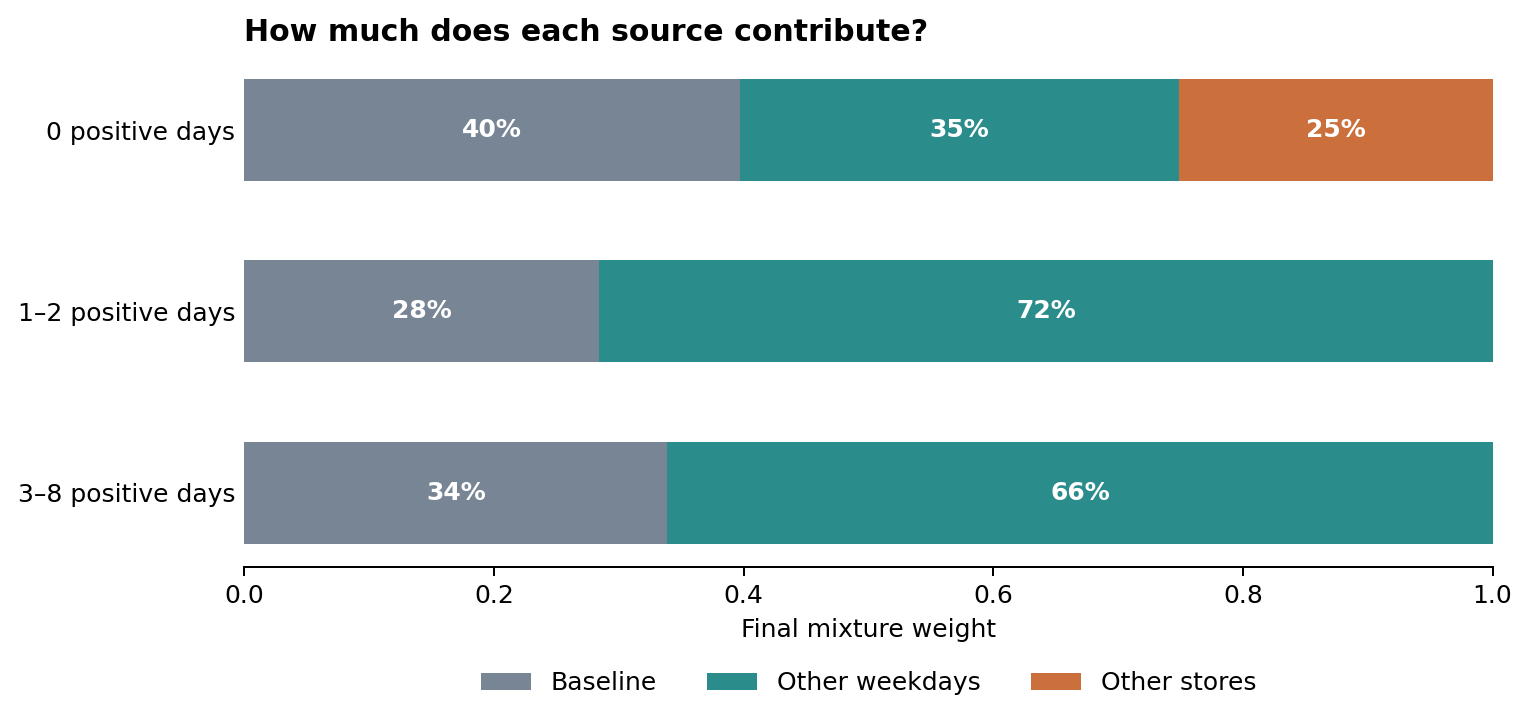 How much does each source contribute?
0 positive days
40%
35%
25%
1–2 positive days
28%
72%
3–8 positive days
34%
66%
0.0
0.2
0.4
0.6
0.8
1.0
Final mixture weight
Baseline
Other weekdays
Other stores